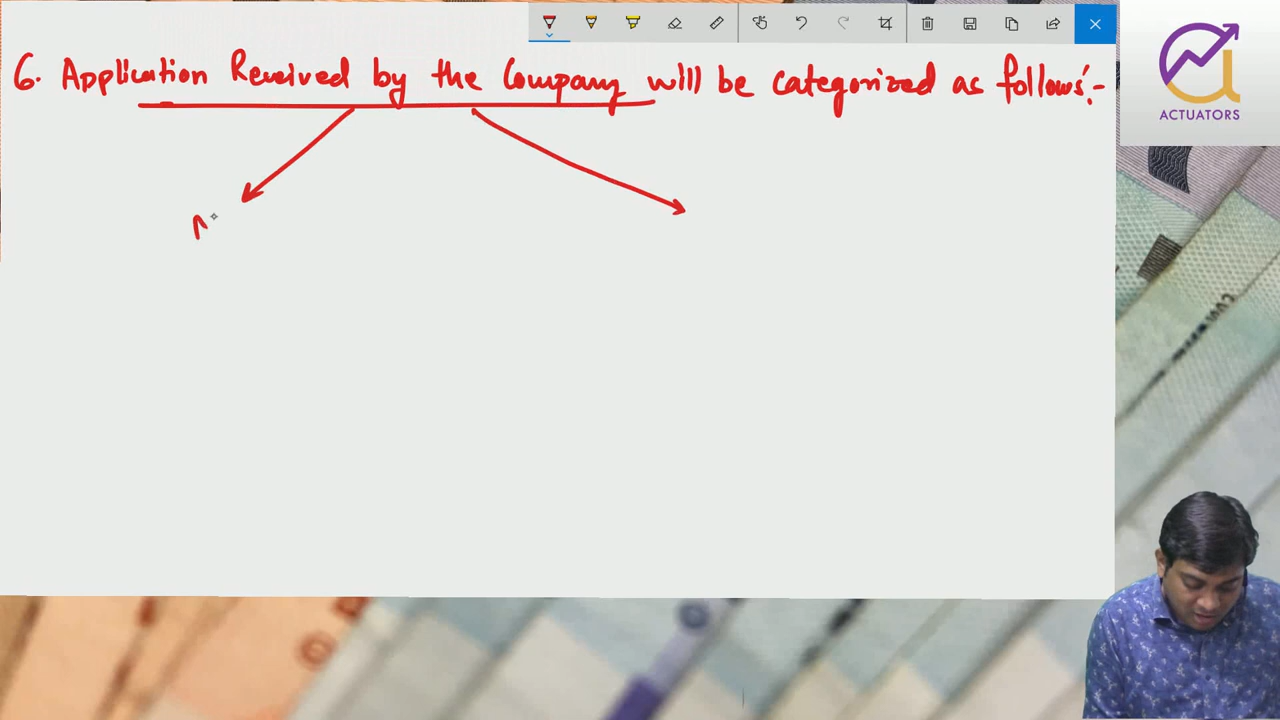 6. Application Received by the Company will be categorized as follows:-
ACTUATORS